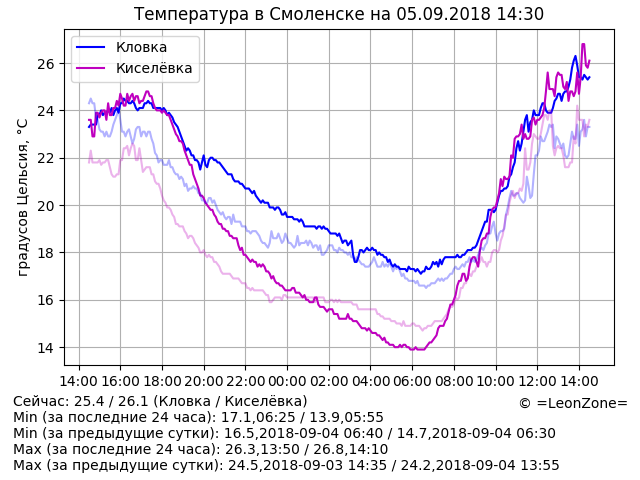 Температура в Смоленске на 05.09.2018 14:30
Кловка
Киселёвка
градусов Цельсия, °C
26
24
22
20
18
16
14
14:00 16:00 18:00 20:00 22:00 00:00 02:00 04:00 06:00 08:00 10:00 12:00 14:00
Сейчас: 25.4 / 26.1 (Кловка / Киселёвка)
© =LeonZone=
Min (за последние 24 часа): 17.1,06:25 / 13.9,05:55
Min (за предыдущие сутки): 16.5,2018-09-04 06:40 / 14.7,2018-09-04 06:30
Max (за последние 24 часа): 26.3,13:50 / 26.8,14:10
Max (за предыдущие сутки): 24.5,2018-09-03 14:35 / 24.2,2018-09-04 13:55